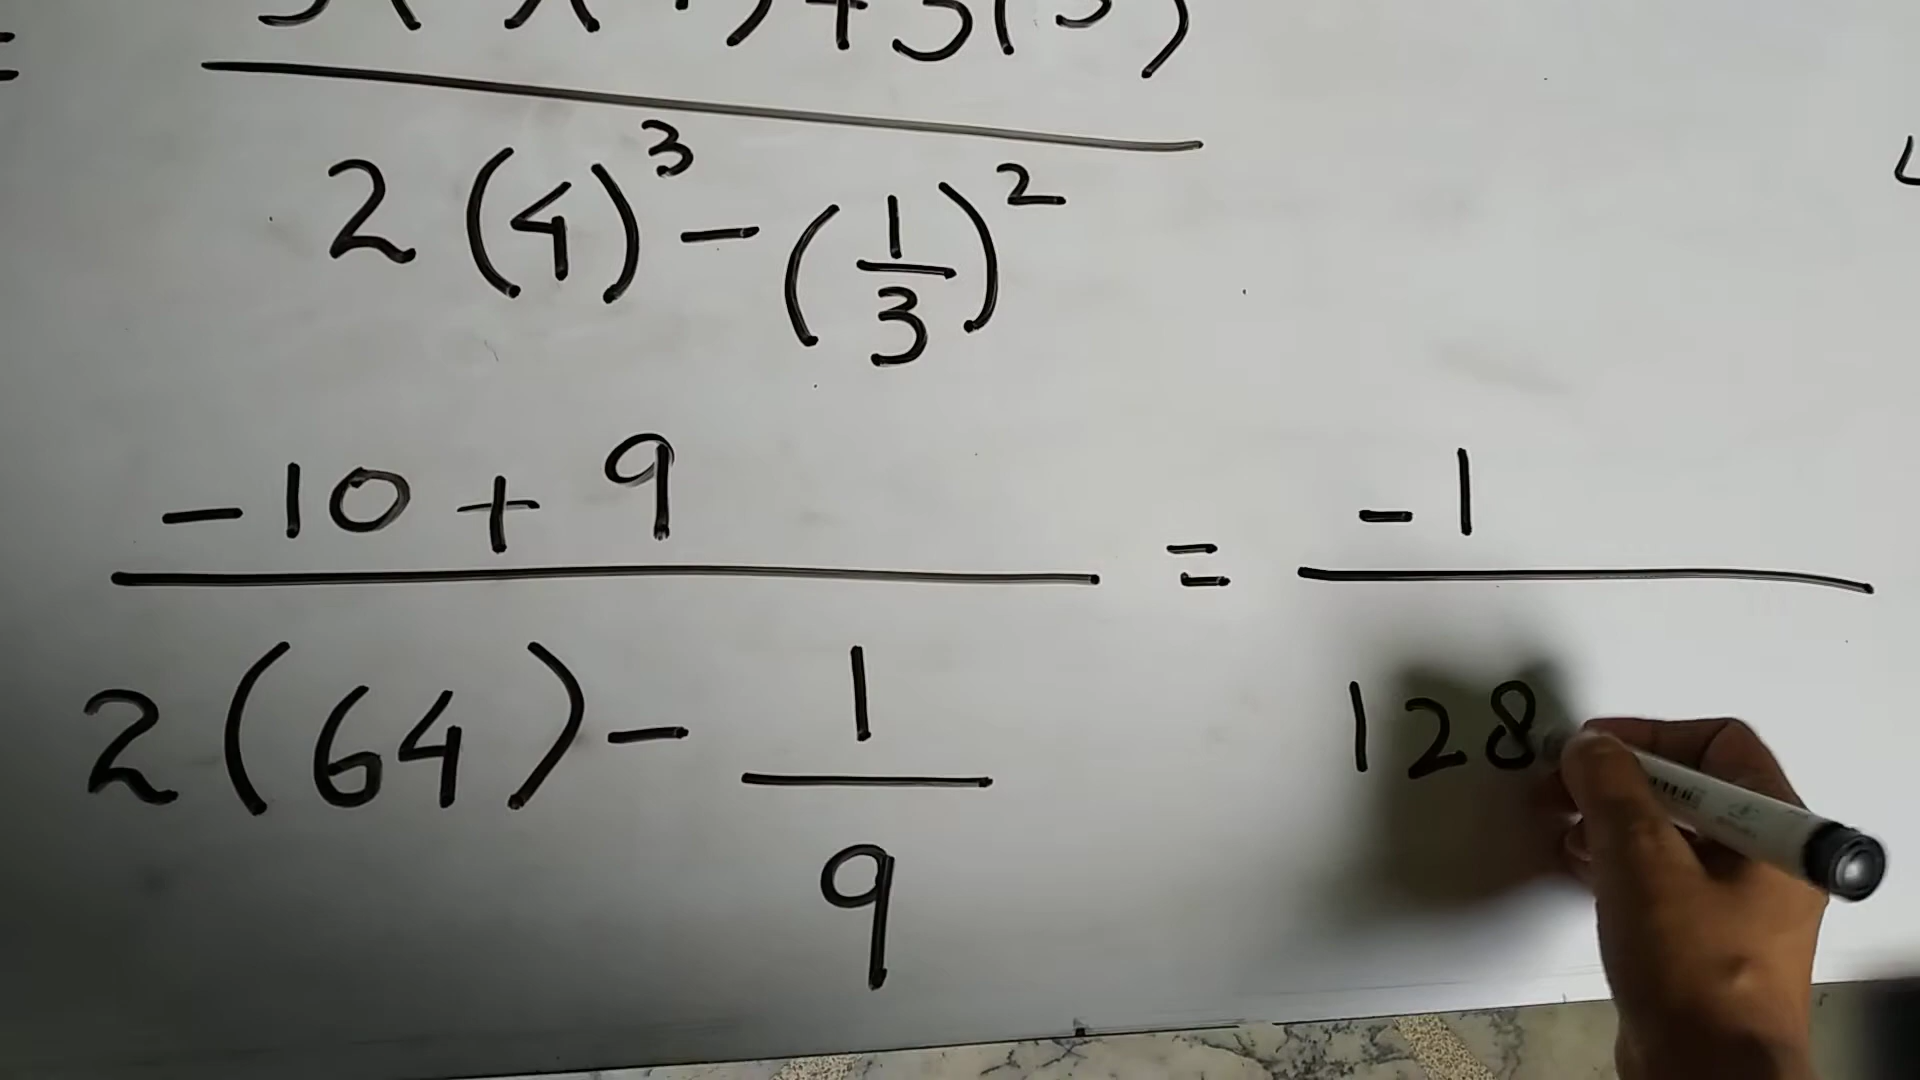 =
2(4)³ - (1/3)²
-10 + 9 / 2(64) - 1/9 = -1 / 128